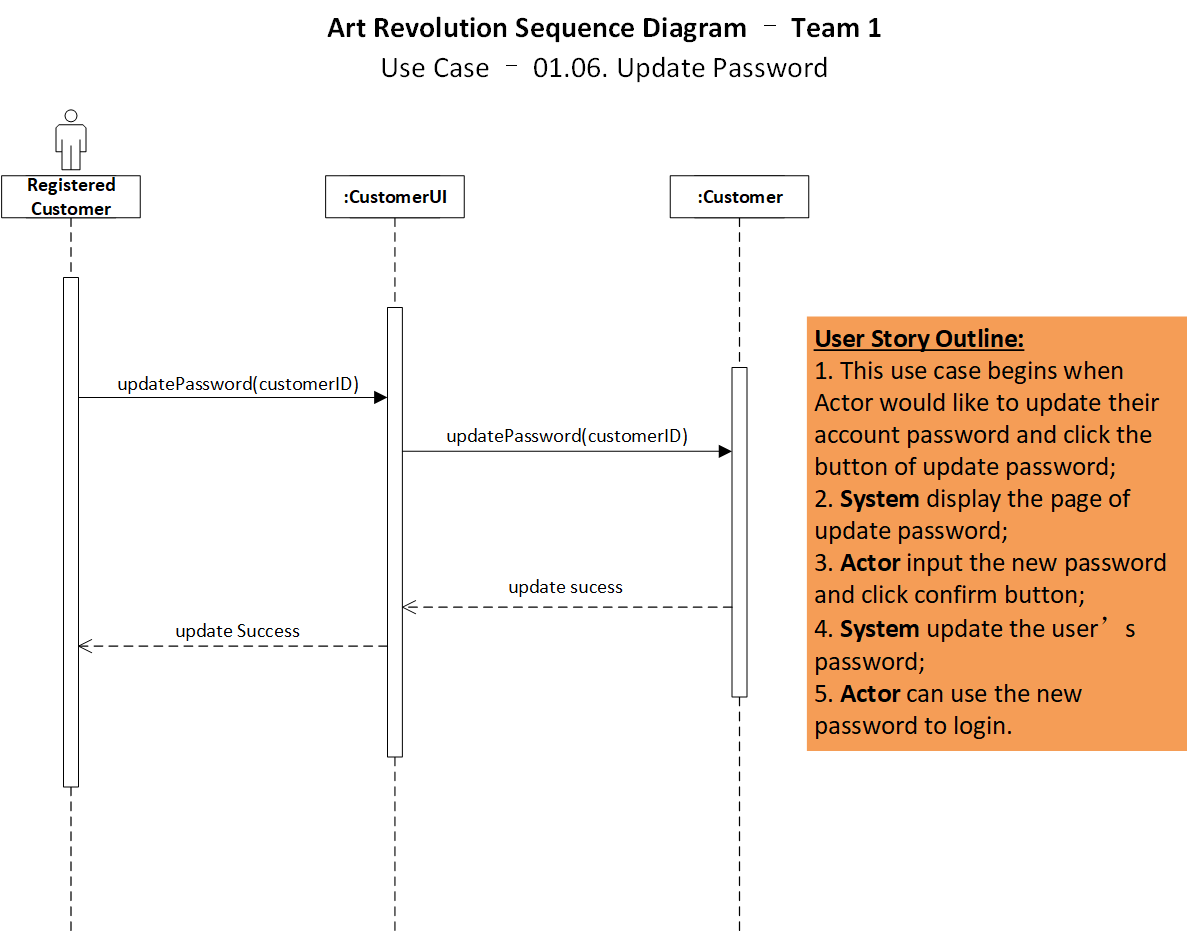 Art Revolution Sequence Diagram – Team 1
Use Case – 01.06. Update Password
Registered
Customer
:CustomerUI
:Customer
updatePassword(customerID)
updatePassword(customerID)
update sucess
update Success
User Story Outline:
1. This use case begins when
Actor would like to update their
account password and click the
button of update password;
2. System display the page of
update password;
3. Actor input the new password
and click confirm button;
4. System update the user’s
password;
5. Actor can use the new
password to login.